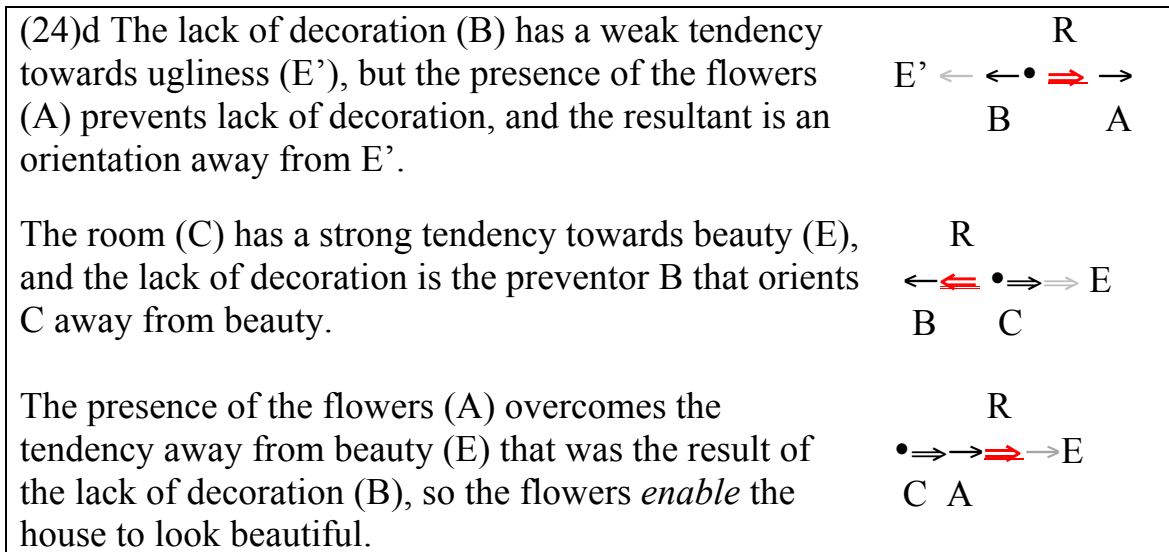 (24)d The lack of decoration (B) has a weak tendency
towards ugliness (E’), but the presence of the flowers
(A) prevents lack of decoration, and the resultant is an
orientation away from E’.
R
E’
B A
The room (C) has a strong tendency towards beauty (E),
and the lack of decoration is the preventor B that orients
C away from beauty.
R
E
B C
The presence of the flowers (A) overcomes the
tendency away from beauty (E) that was the result of
the lack of decoration (B), so the flowers enable the
house to look beautiful.
R
E
C A